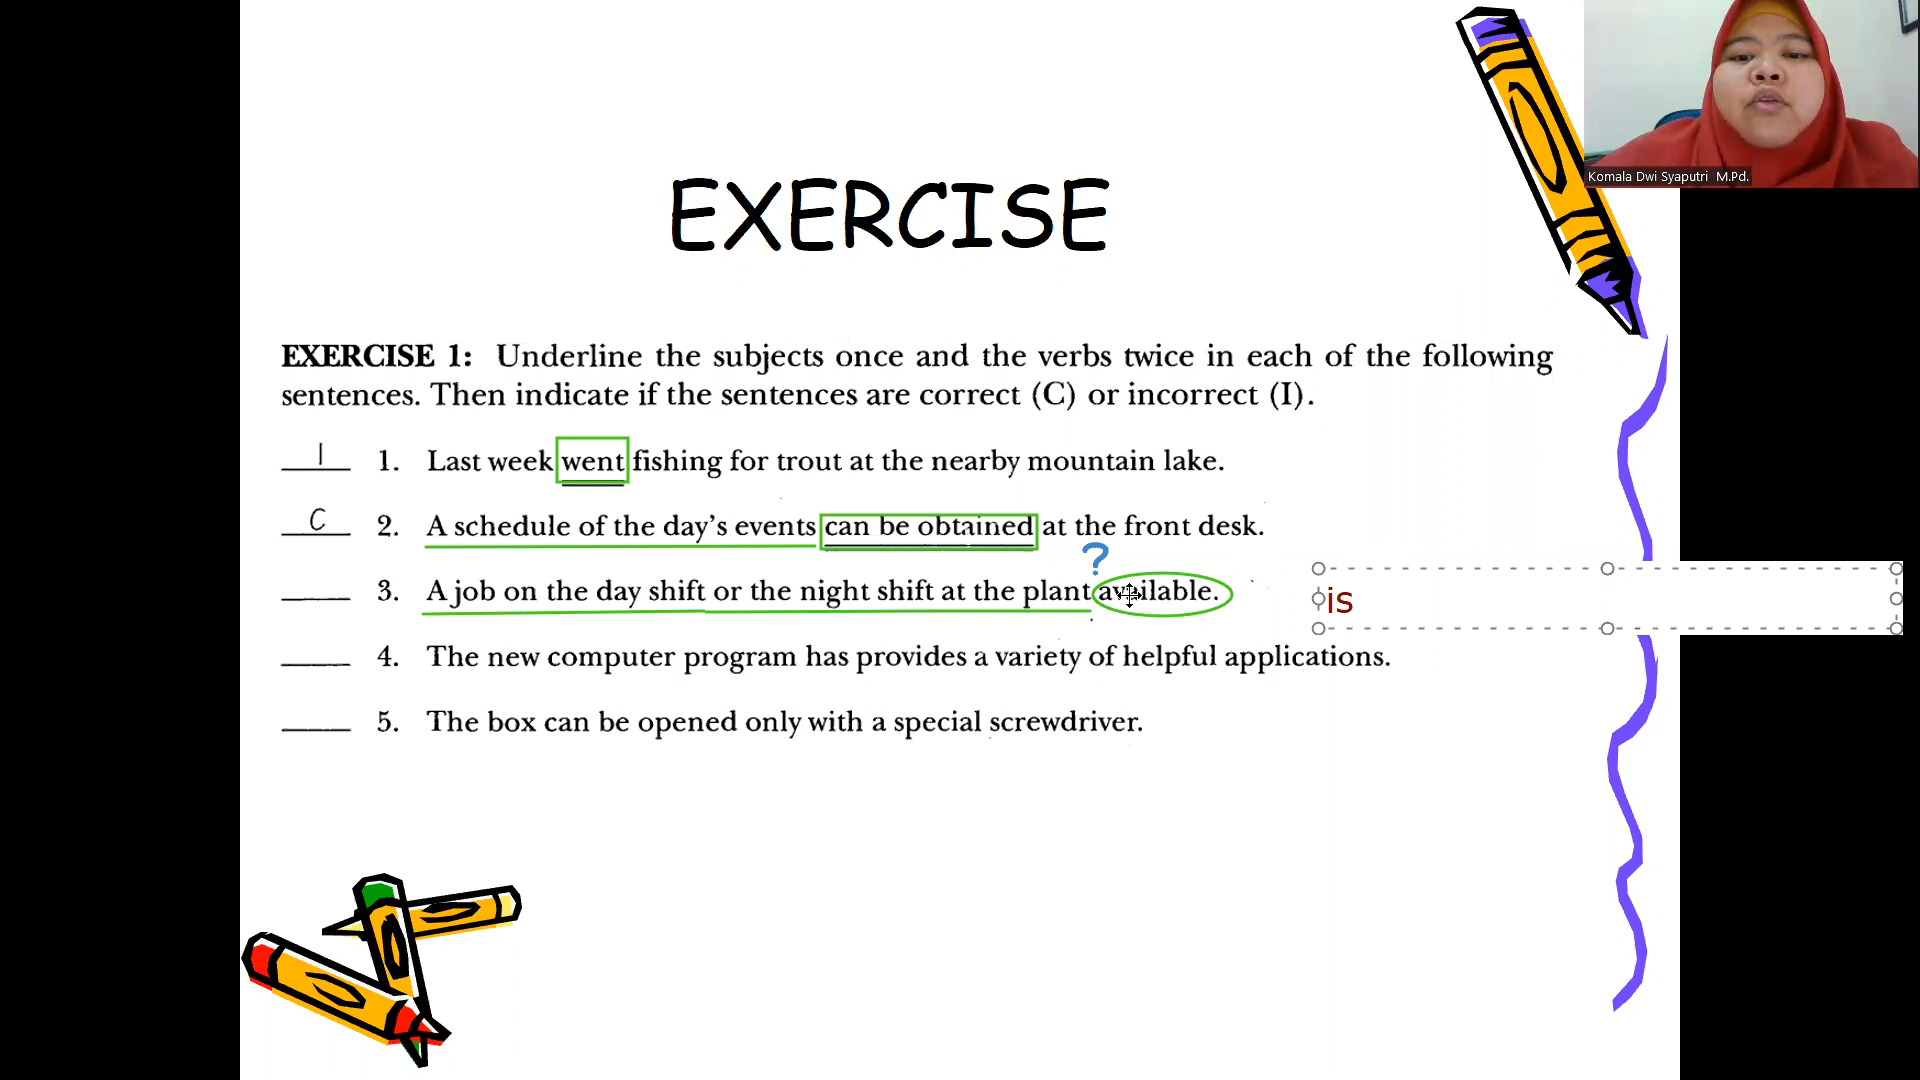 Komala Dwi Syaputri M.Pd.
EXERCISE
EXERCISE 1: Underline the subjects once and the verbs twice in each of the following
sentences. Then indicate if the sentences are correct (C) or incorrect (I).
I 1. Last week went fishing for trout at the nearby mountain lake.
C 2. A schedule of the day's events can be obtained at the front desk.
?
3. A job on the day shift or the night shift at the plant available.
is
4. The new computer program has provides a variety of helpful applications.
5. The box can be opened only with a special screwdriver.